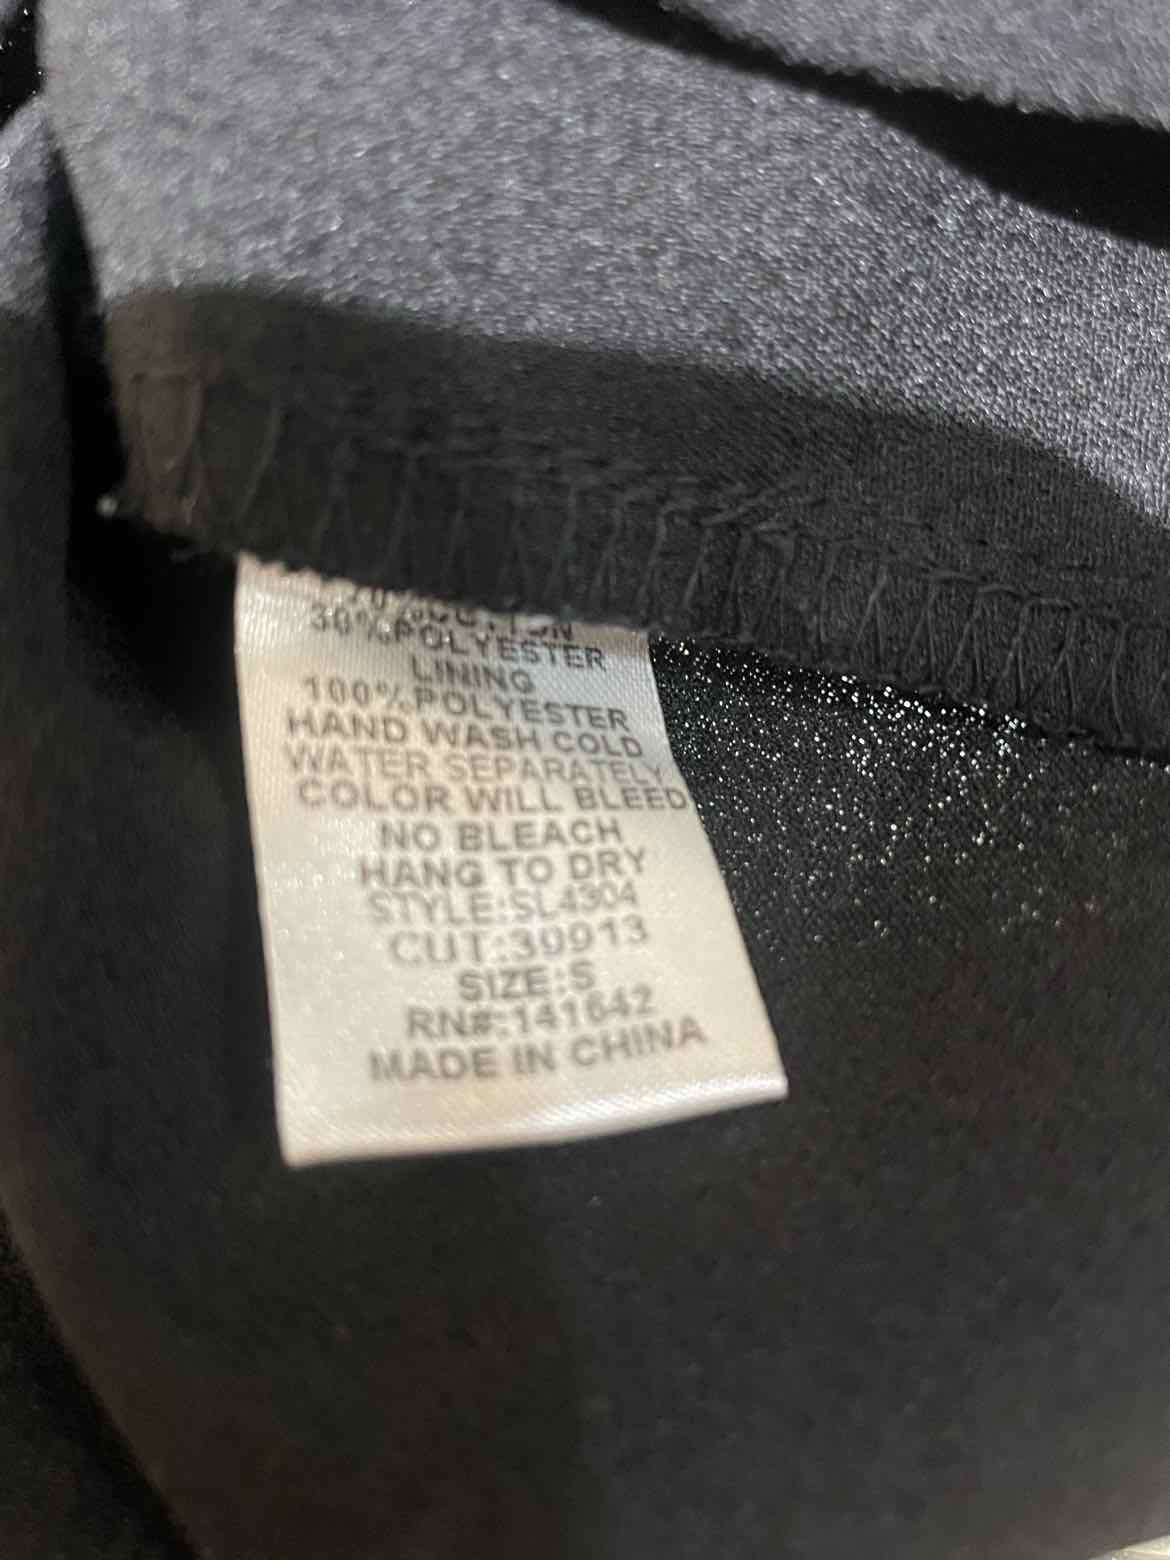 COTTON
30%POLYESTER
LINING
100%POLYESTER
HAND WASH COLD
WATER SEPARATELY
COLOR WILL BLEED
NO BLEACH
HANG TO DRY
STYLE:SL4304
CUT:30913
SIZE:S
RN#:141642
MADE IN CHINA